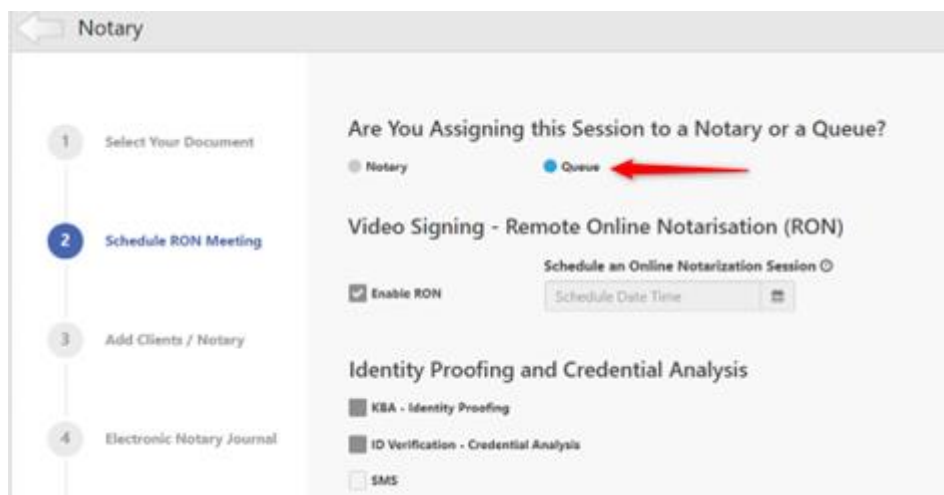 Notary
1 Select Your Document
2 Schedule RON Meeting
3 Add Clients / Notary
4 Electronic Notary Journal
Are You Assigning this Session to a Notary or a Queue?
Notary Queue
Video Signing - Remote Online Notarisation (RON)
Schedule an Online Notarization Session
Enable RON Schedule Date Time
Identity Proofing and Credential Analysis
KBA - Identity Proofing
ID Verification - Credential Analysis
SMS